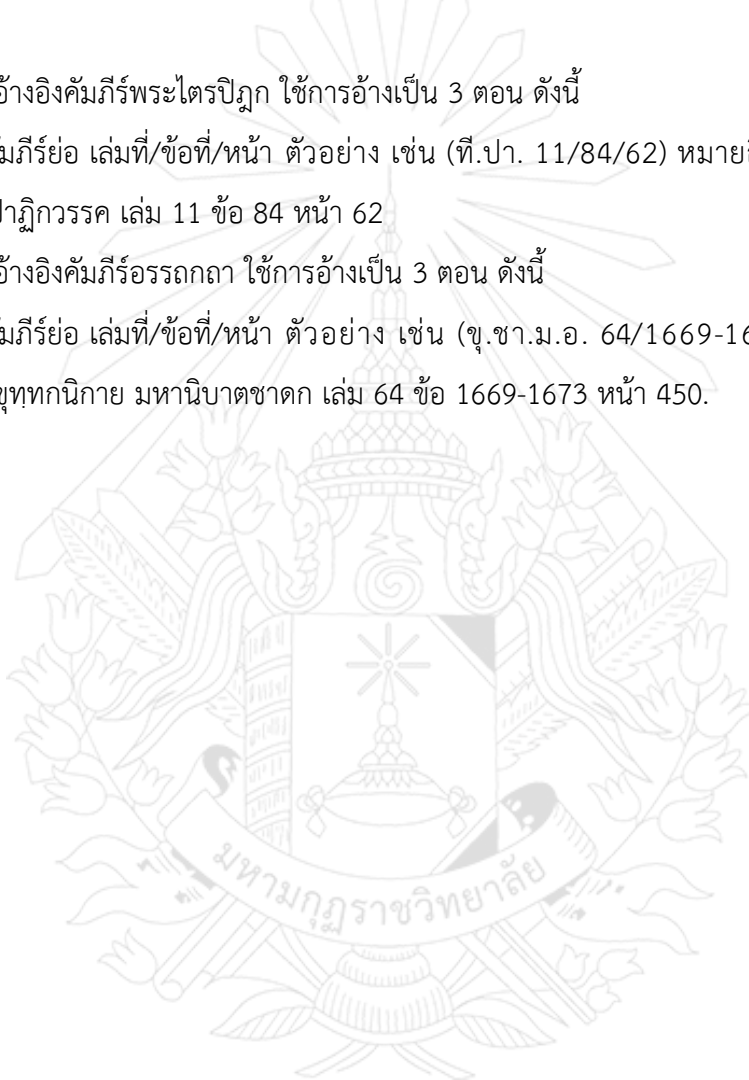 อ้างอิงคัมภีร์พระไตรปิฎก ใช้การอ้างเป็น 3 ตอน ดังนี้
ย่อ เล่มที่/ข้อที่/หน้า ตัวอย่าง เช่น (ที.ปา. 11/84/62)
ปาฏิกวรรค เล่ม 11 ข้อ 84 หน้า 62
อ้างอิงคัมภีร์อรรถกถา ใช้การอ้างเป็น 3 ตอน ดังนี้
ย่อ เล่มที่/ข้อที่/หน้า ตัวอย่าง เช่น (ขุ.ชา.ม.อ. 64/1669-16
ขุทฺทกนิกาย มหานิบาตชาดก เล่ม 64 ข้อ 1669-1673 หน้า 450.
มหามกุฏราชวิทยาลัย